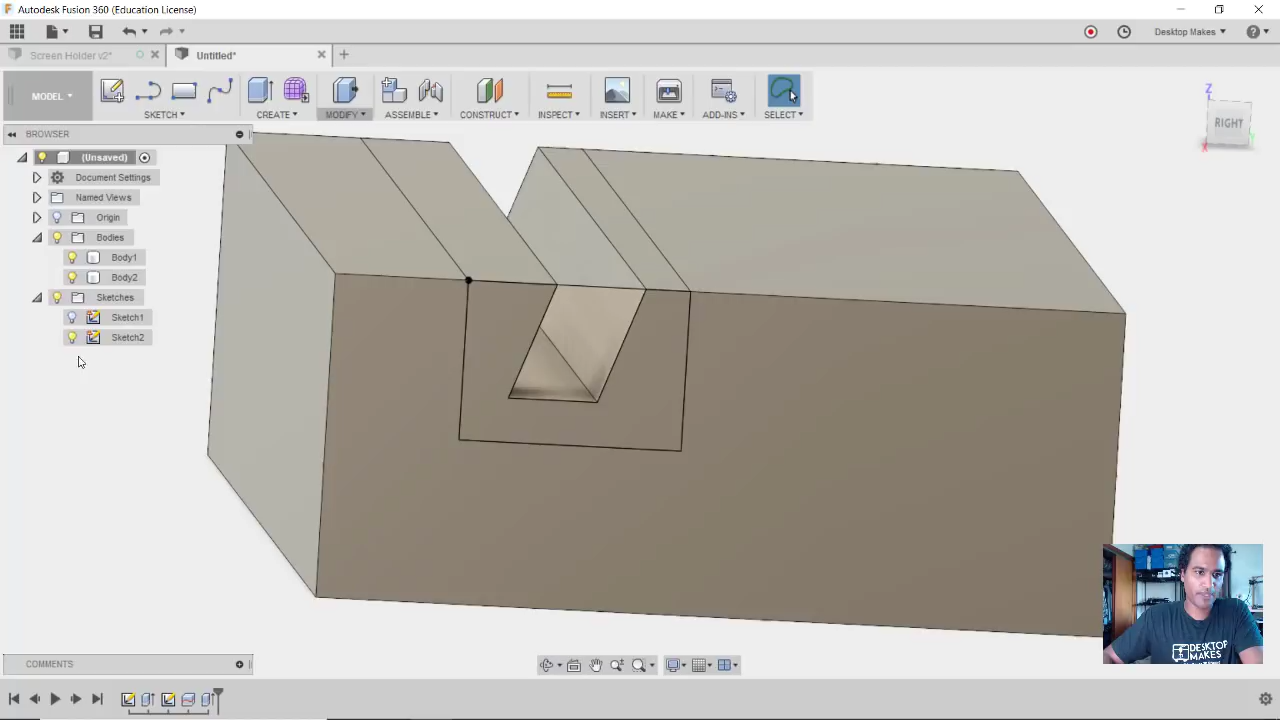 Autodesk Fusion 360 (Education License)
Desktop Makes
Screen Holder v2*
Untitled*
MODEL
SKETCH
CREATE
MODIFY
ASSEMBLE
CONSTRUCT
INSPECT
INSERT
MAKE
ADD-INS
SELECT
Z
RIGHT
X
BROWSER
(Unsaved)
Document Settings
Named Views
Origin
Bodies
Body1
Body2
Sketches
Sketch1
Sketch2
DESKTOP
MAKES
COMMENTS